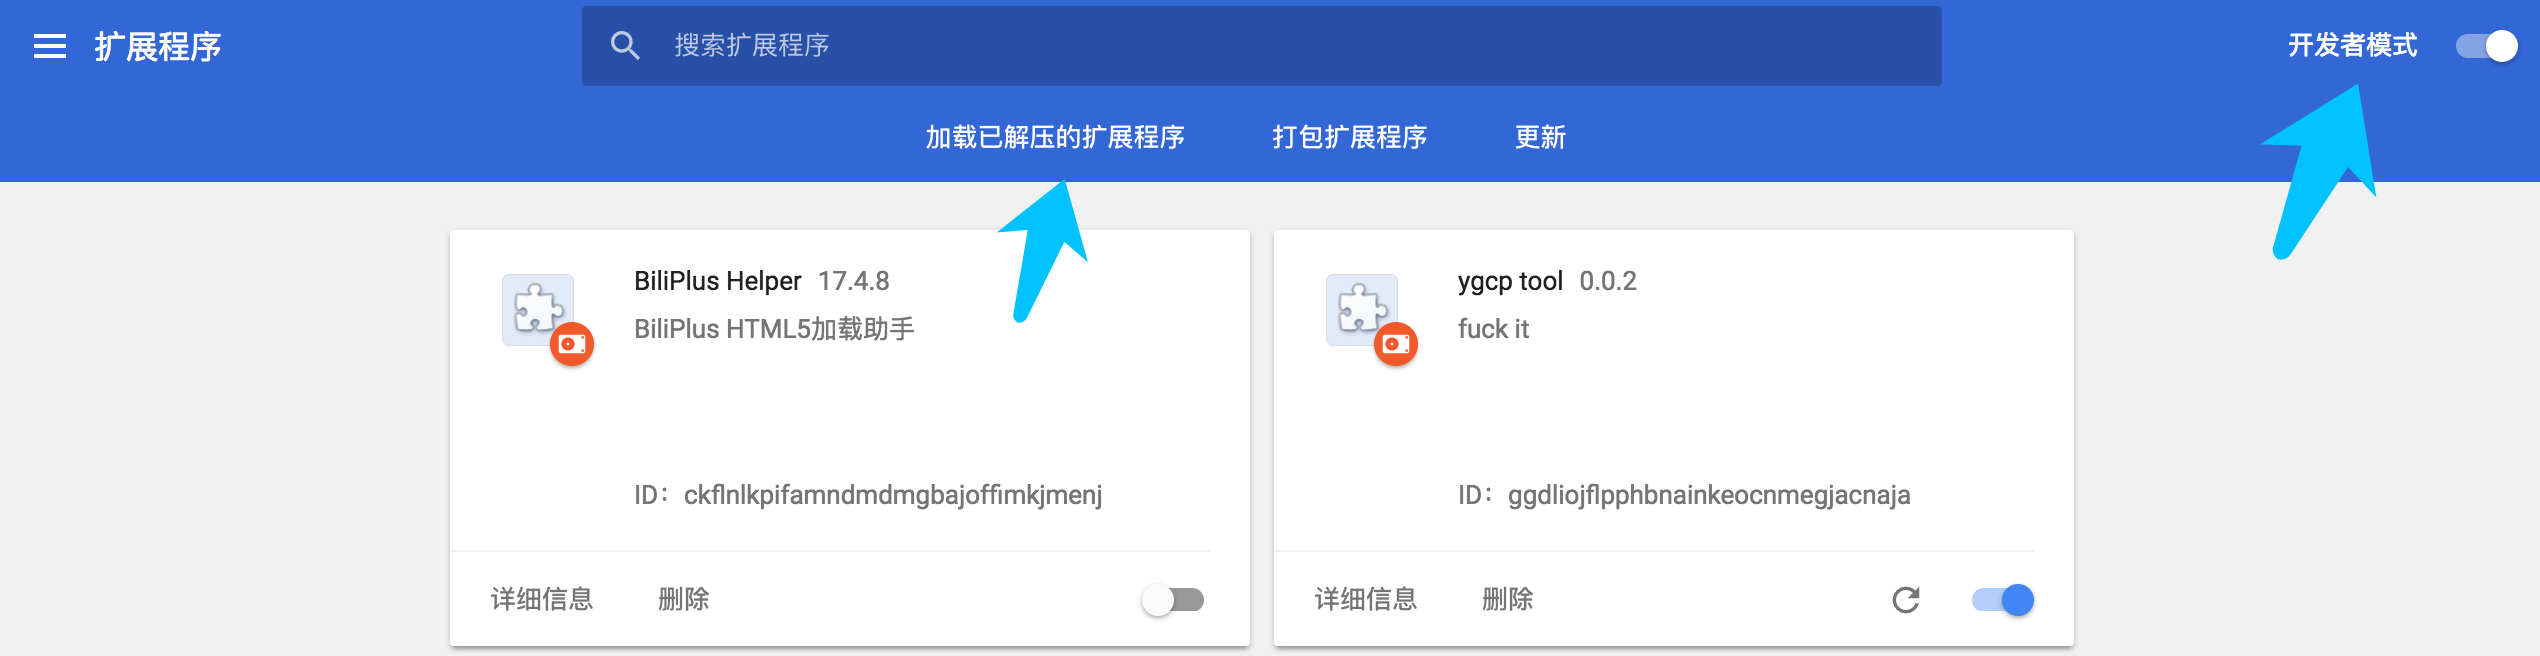 扩展程序
搜索扩展程序
开发者模式
加载已解压的扩展程序 打包扩展程序 更新
BiliPlus Helper 17.4.8
BiliPlus HTML5加载助手
ID：ckflnlkpifamndmdmgbajoffimkjmenj
详细信息 删除
ygcp tool 0.0.2
fuck it
ID：ggdliojflpphbnainkeocnmegjacnaja
详细信息 删除